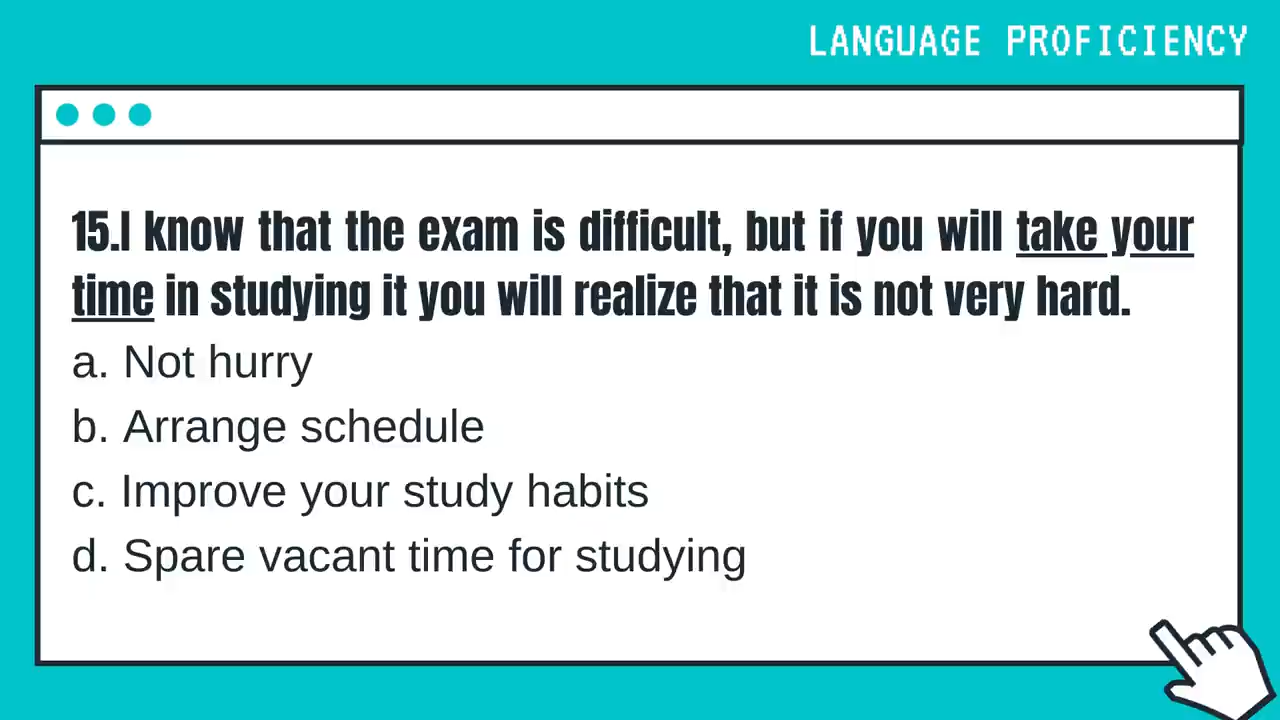 LANGUAGE PROFICIENCY
15.I know that the exam is difficult, but if you will take your
time in studying it you will realize that it is not very hard.
a. Not hurry
b. Arrange schedule
c. Improve your study habits
d. Spare vacant time for studying